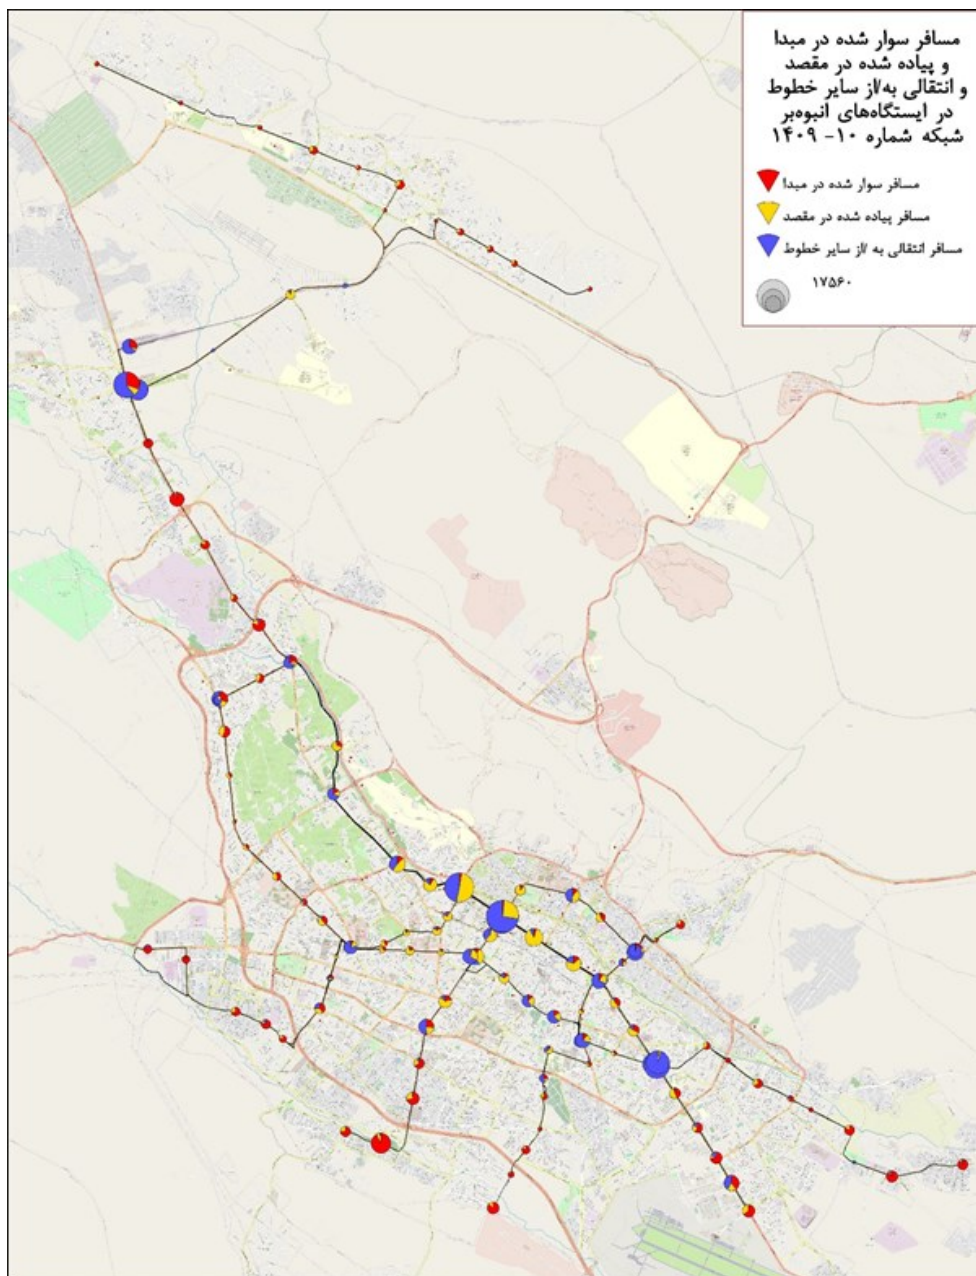 مسافر سوار شده در مبدا
و پیاده شده در مقصد
و انتقالی به/از سایر خطوط
در ایستگاه‌های انبوه‌بر
شبکه شماره ۱۰- ۱۴۰۹
مسافر سوار شده در مبدا
مسافر پیاده شده در مقصد
مسافر انتقالی به /از سایر خطوط
۱۷۵۶۰